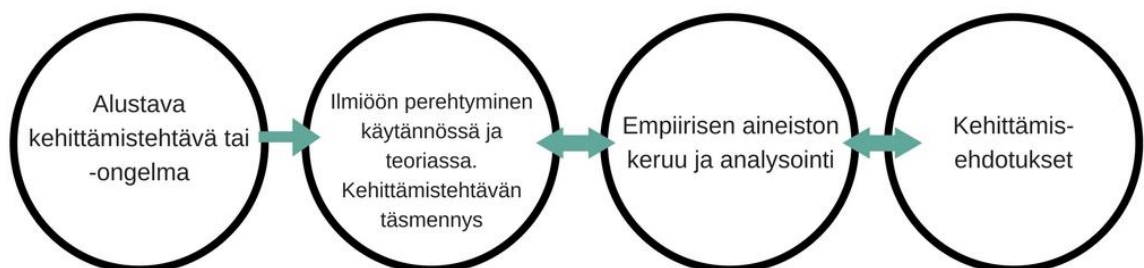 Alustava
kehittämistehtävä tai
-ongelma
Ilmiöön perehtyminen
käytännössä ja
teoriassa.
Kehittämistehtävän
täsmennys
Empiirisen aineiston
keruu ja analysointi
Kehittämis-
ehdotukset